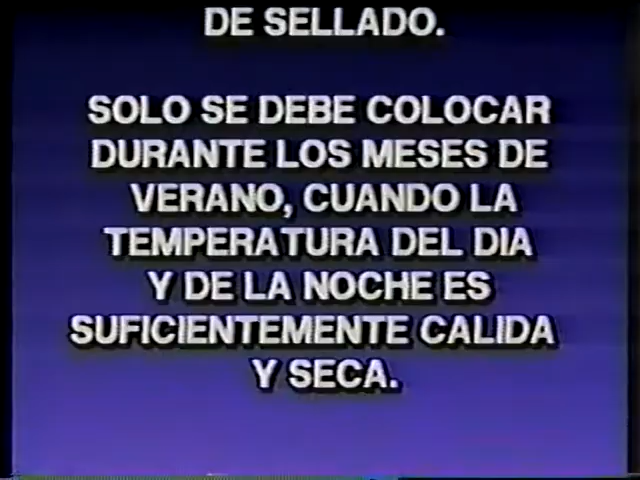 DE SELLADO.
SOLO SE DEBE COLOCAR
DURANTE LOS MESES DE
VERANO, CUANDO LA
TEMPERATURA DEL DIA
Y DE LA NOCHE ES
SUFICIENTEMENTE CALIDA
Y SECA.